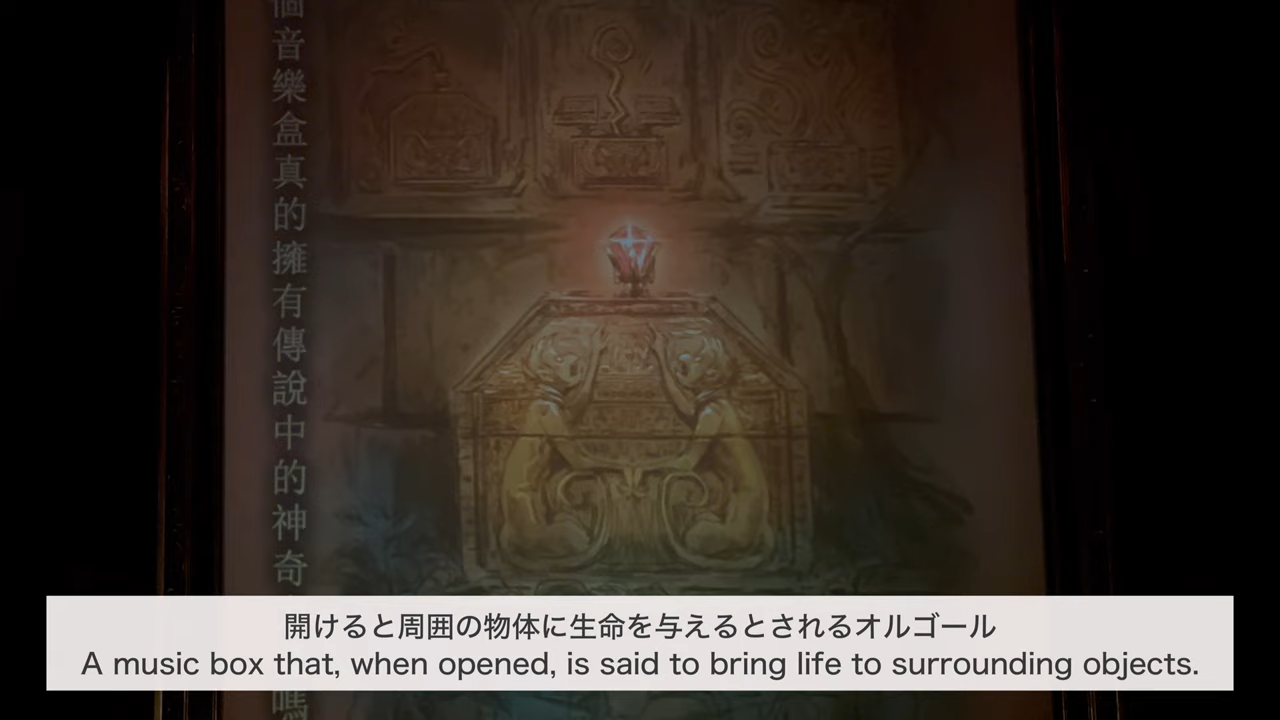 個音樂盒真的擁有傳說中的神奇
嗎
開けると周囲の物体に生命を与えるとされるオルゴール
A music box that, when opened, is said to bring life to surrounding objects.